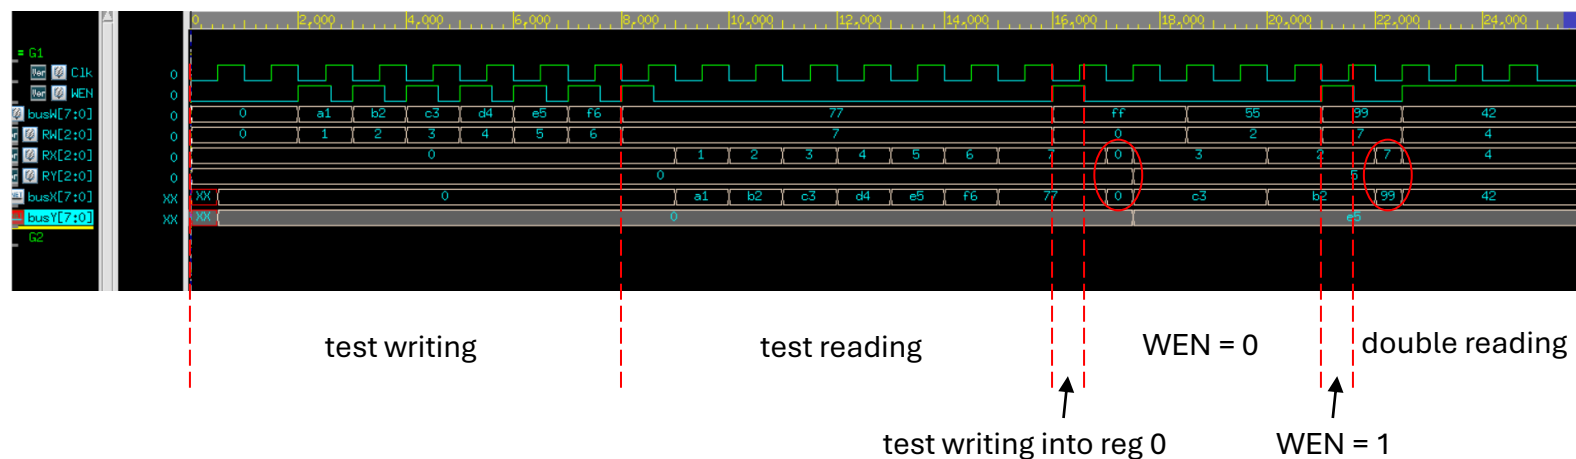 0, 2,000 4,000 6,000 8,000 10,000 12,000 14,000 16,000 18,000 20,000 22,000 24,000
= G1
Ver Clk 0
Ver WEN 0
busW[7:0] 0 0 a1 b2 c3 d4 e5 f6 77 ff 55 99 42
RW[2:0] 0 0 1 2 3 4 5 6 7 0 2 7 4
RX[2:0] 0 0 1 2 3 4 5 6 7 0 3 2 7 4
RY[2:0] 0 0 5
busX[7:0] XX XX 0 a1 b2 c3 d4 e5 f6 77 0 c3 b2 99 42
busY[7:0] XX XX 0 e5
G2
test writing test reading WEN = 0 double reading
test writing into reg 0 WEN = 1